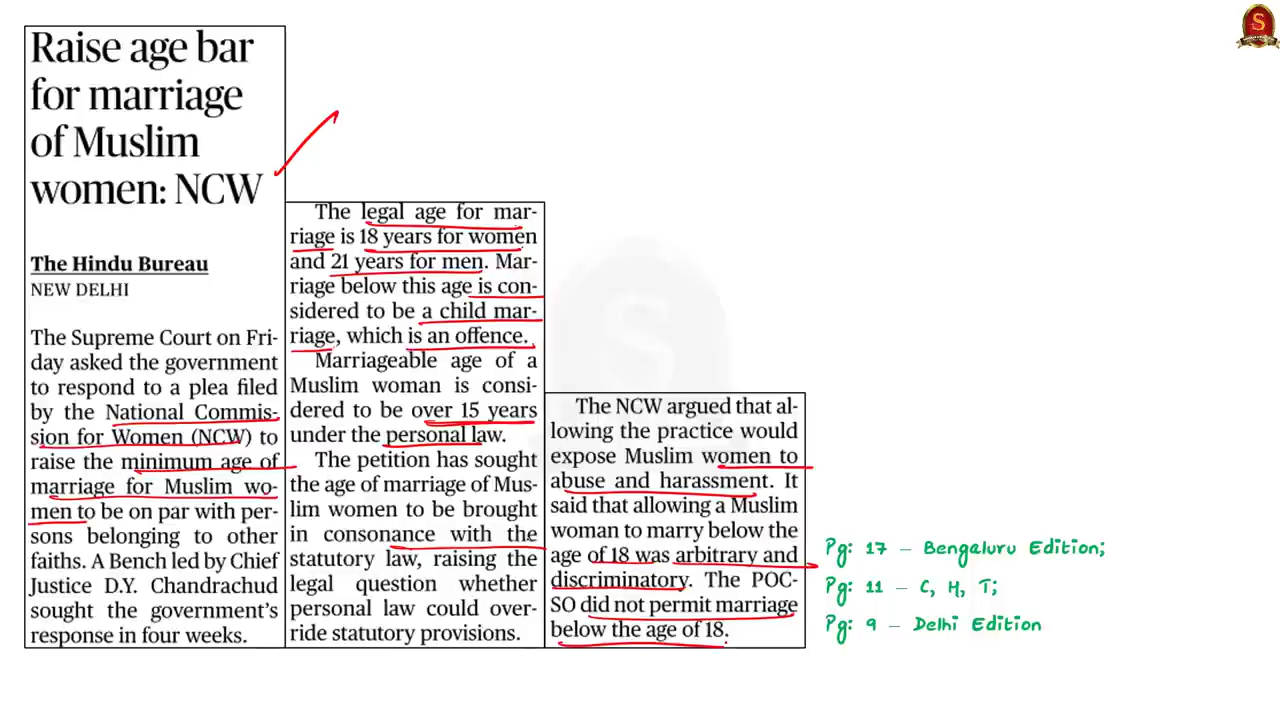 Raise age bar
for marriage
of Muslim
women: NCW
The Hindu Bureau
NEW DELHI
The Supreme Court on Fri-
day asked the government
to respond to a plea filed
by the National Commis-
sion for Women (NCW) to
raise the minimum age of
marriage for Muslim wo-
men to be on par with per-
sons belonging to other
faiths. A Bench led by Chief
Justice D.Y. Chandrachud
sought the government's
response in four weeks.
The legal age for mar-
riage is 18 years for women
and 21 years for men. Mar-
riage below this age is con-
sidered to be a child mar-
riage, which is an offence.
Marriageable age of a
Muslim woman is consi-
dered to be over 15 years
under the personal law.
The petition has sought
the age of marriage of Mus-
lim women to be brought
in consonance with the
statutory law, raising the
legal question whether
personal law could over-
ride statutory provisions.
The NCW argued that al-
lowing the practice would
expose Muslim women to
abuse and harassment. It
said that allowing a Muslim
woman to marry below the
age of 18 was arbitrary and
discriminatory. The POC-
SO did not permit marriage
below the age of 18.
Pg: 17 – Bengaluru Edition;
Pg: 11 – C, H, T;
Pg: 9 – Delhi Edition
S
S